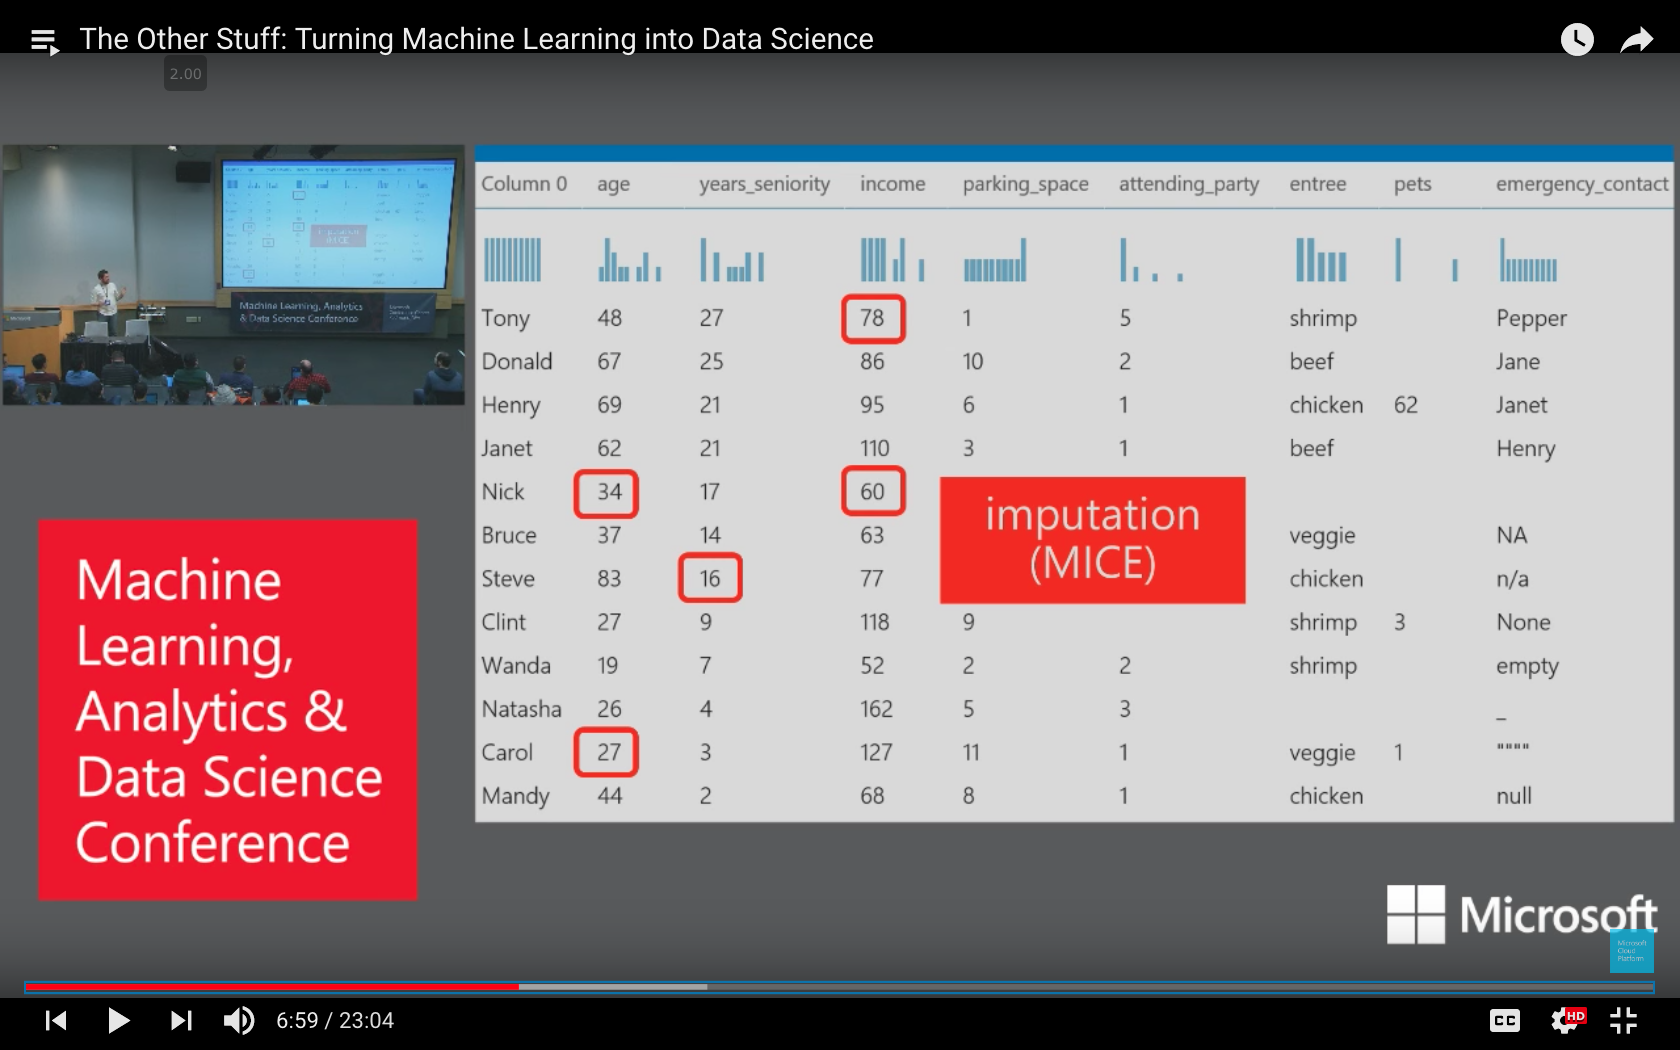 The Other Stuff: Turning Machine Learning into Data Science
2.00
Machine Learning, Analytics
& Data Science Conference
Column 0 age years_seniority income parking_space attending_party entree pets emergency_contact
Tony 48 27 78 1 5 shrimp Pepper
Donald 67 25 86 10 2 beef Jane
Henry 69 21 95 6 1 chicken 62 Janet
Janet 62 21 110 3 1 beef Henry
Nick 34 17 60
Bruce 37 14 63 veggie NA
Steve 83 16 77 chicken n/a
Clint 27 9 118 9 shrimp 3 None
Wanda 19 7 52 2 2 shrimp empty
Natasha 26 4 162 5 3 _
Carol 27 3 127 11 1 veggie 1 """"
Mandy 44 2 68 8 1 chicken null
imputation
(MICE)
Machine
Learning,
Analytics &
Data Science
Conference
Microsoft
Microsoft
Cloud
Platform
6:59 / 23:04
CC
HD